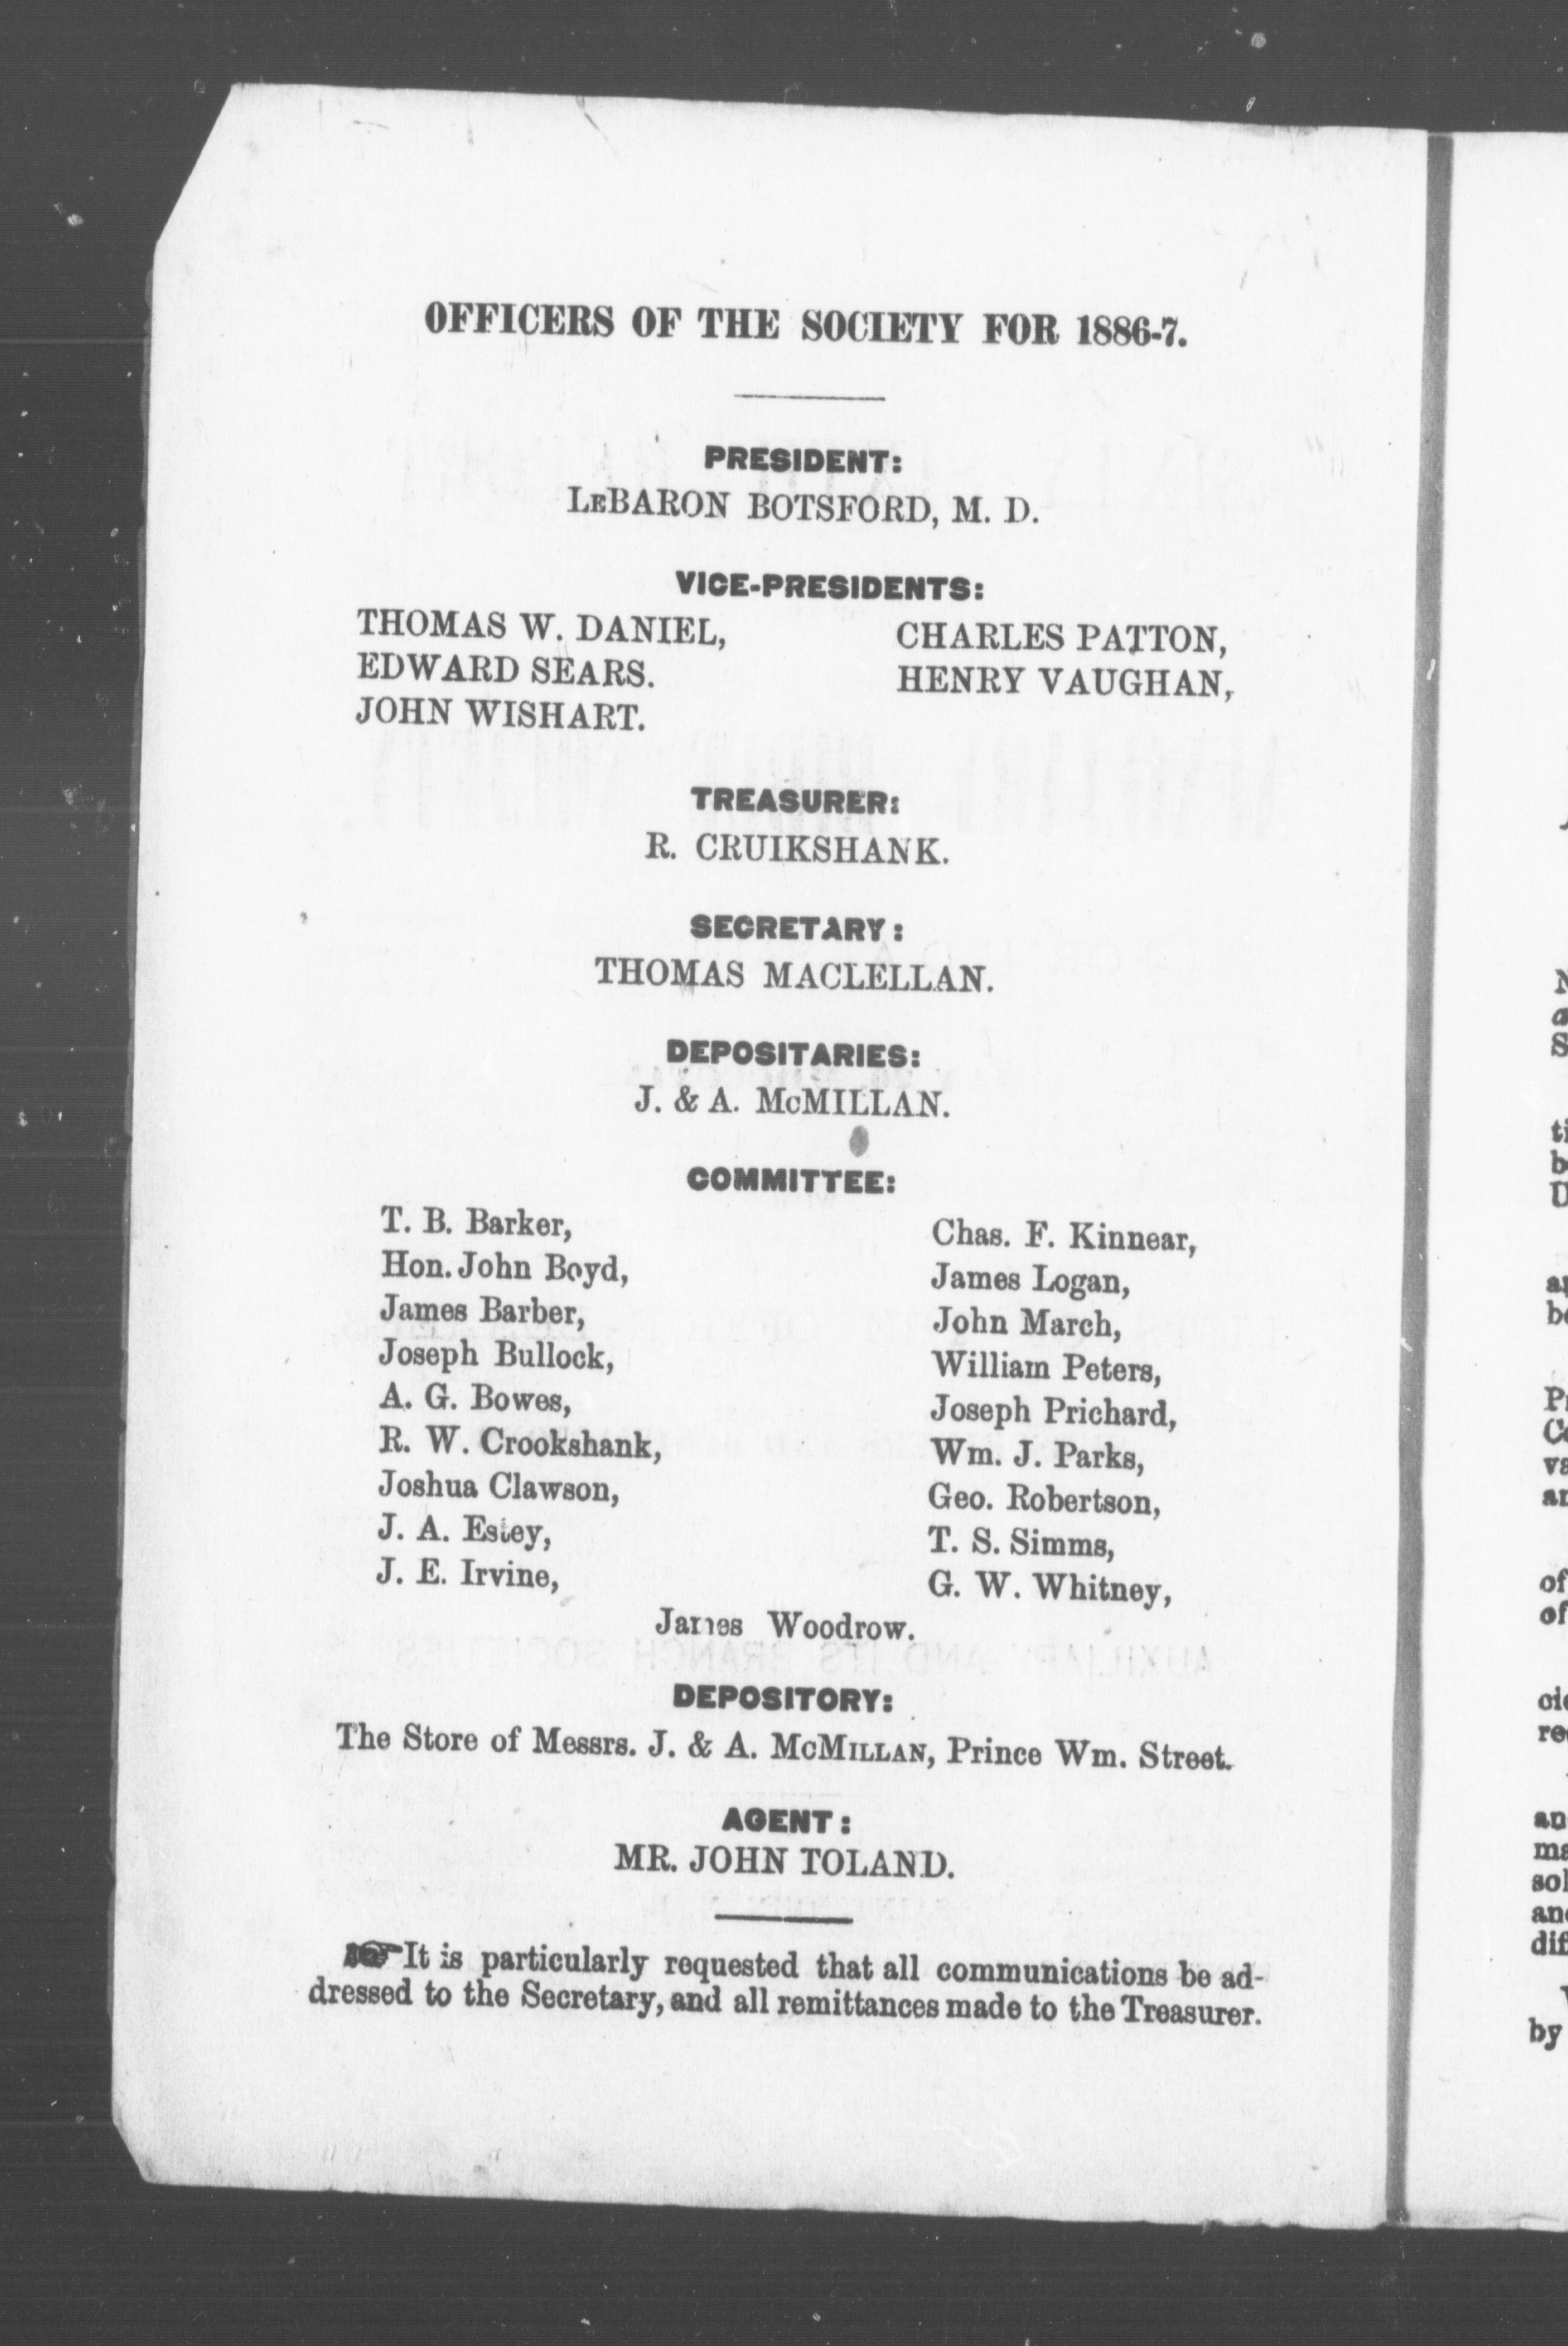 OFFICERS OF THE SOCIETY FOR 1886-7.
PRESIDENT:
LEBARON BOTSFORD, M. D.
VICE-PRESIDENTS:
THOMAS W. DANIEL,
EDWARD SEARS.
JOHN WISHART.
CHARLES PATTON,
HENRY VAUGHAN,
TREASURER:
R. CRUIKSHANK.
SECRETARY:
THOMAS MACLELLAN.
DEPOSITARIES:
J. & A. McMILLAN.
COMMITTEE:
T. B. Barker,
Hon. John Boyd,
James Barber,
Joseph Bullock,
A. G. Bowes,
R. W. Crookshank,
Joshua Clawson,
J. A. Estey,
J. E. Irvine,
Chas. F. Kinnear,
James Logan,
John March,
William Peters,
Joseph Prichard,
Wm. J. Parks,
Geo. Robertson,
T. S. Simms,
G. W. Whitney,
James Woodrow.
DEPOSITORY:
The Store of Messrs. J. & A. McMILLAN, Prince Wm. Street.
AGENT:
MR. JOHN TOLAND.
☞ It is particularly requested that all communications be ad-
dressed to the Secretary, and all remittances made to the Treasurer.
of
of
by